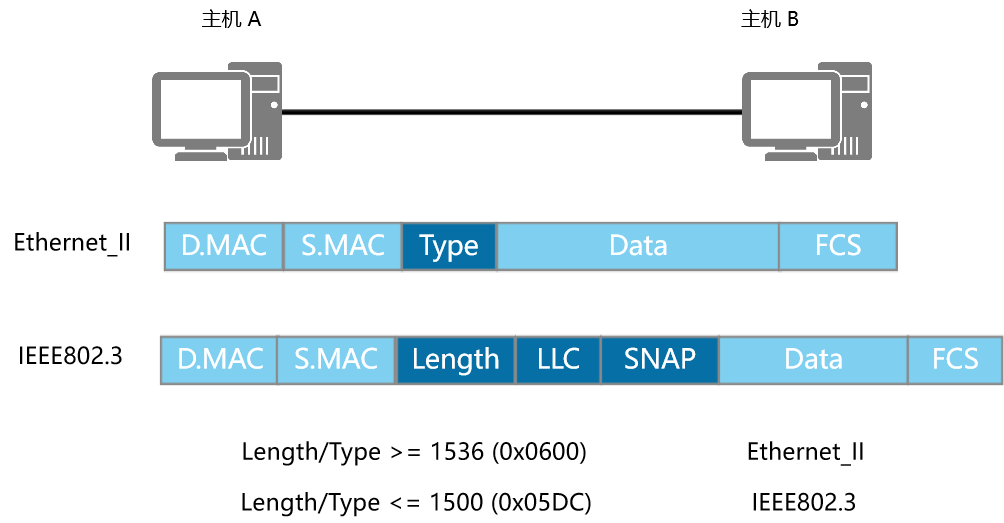 主机 A 主机 B
Ethernet_II D.MAC S.MAC Type Data FCS
IEEE802.3 D.MAC S.MAC Length LLC SNAP Data FCS
Length/Type >= 1536 (0x0600) Ethernet_II
Length/Type <= 1500 (0x05DC) IEEE802.3